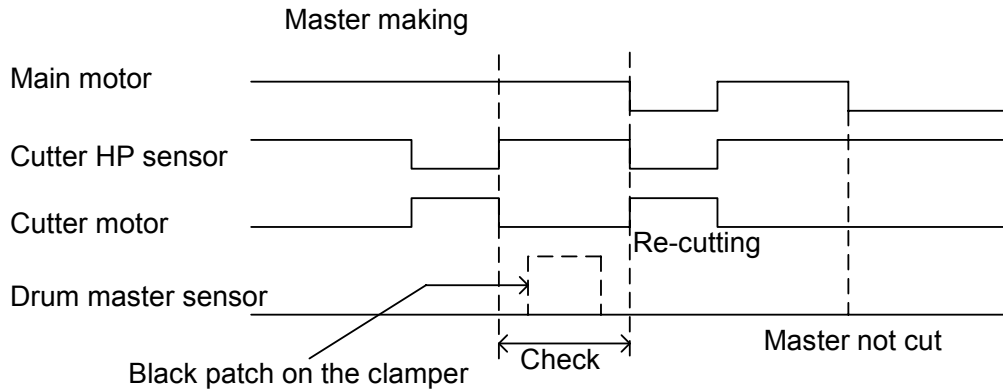 Master making
Main motor
Cutter HP sensor
Cutter motor
Re-cutting
Drum master sensor
Master not cut
Check
Black patch on the clamper